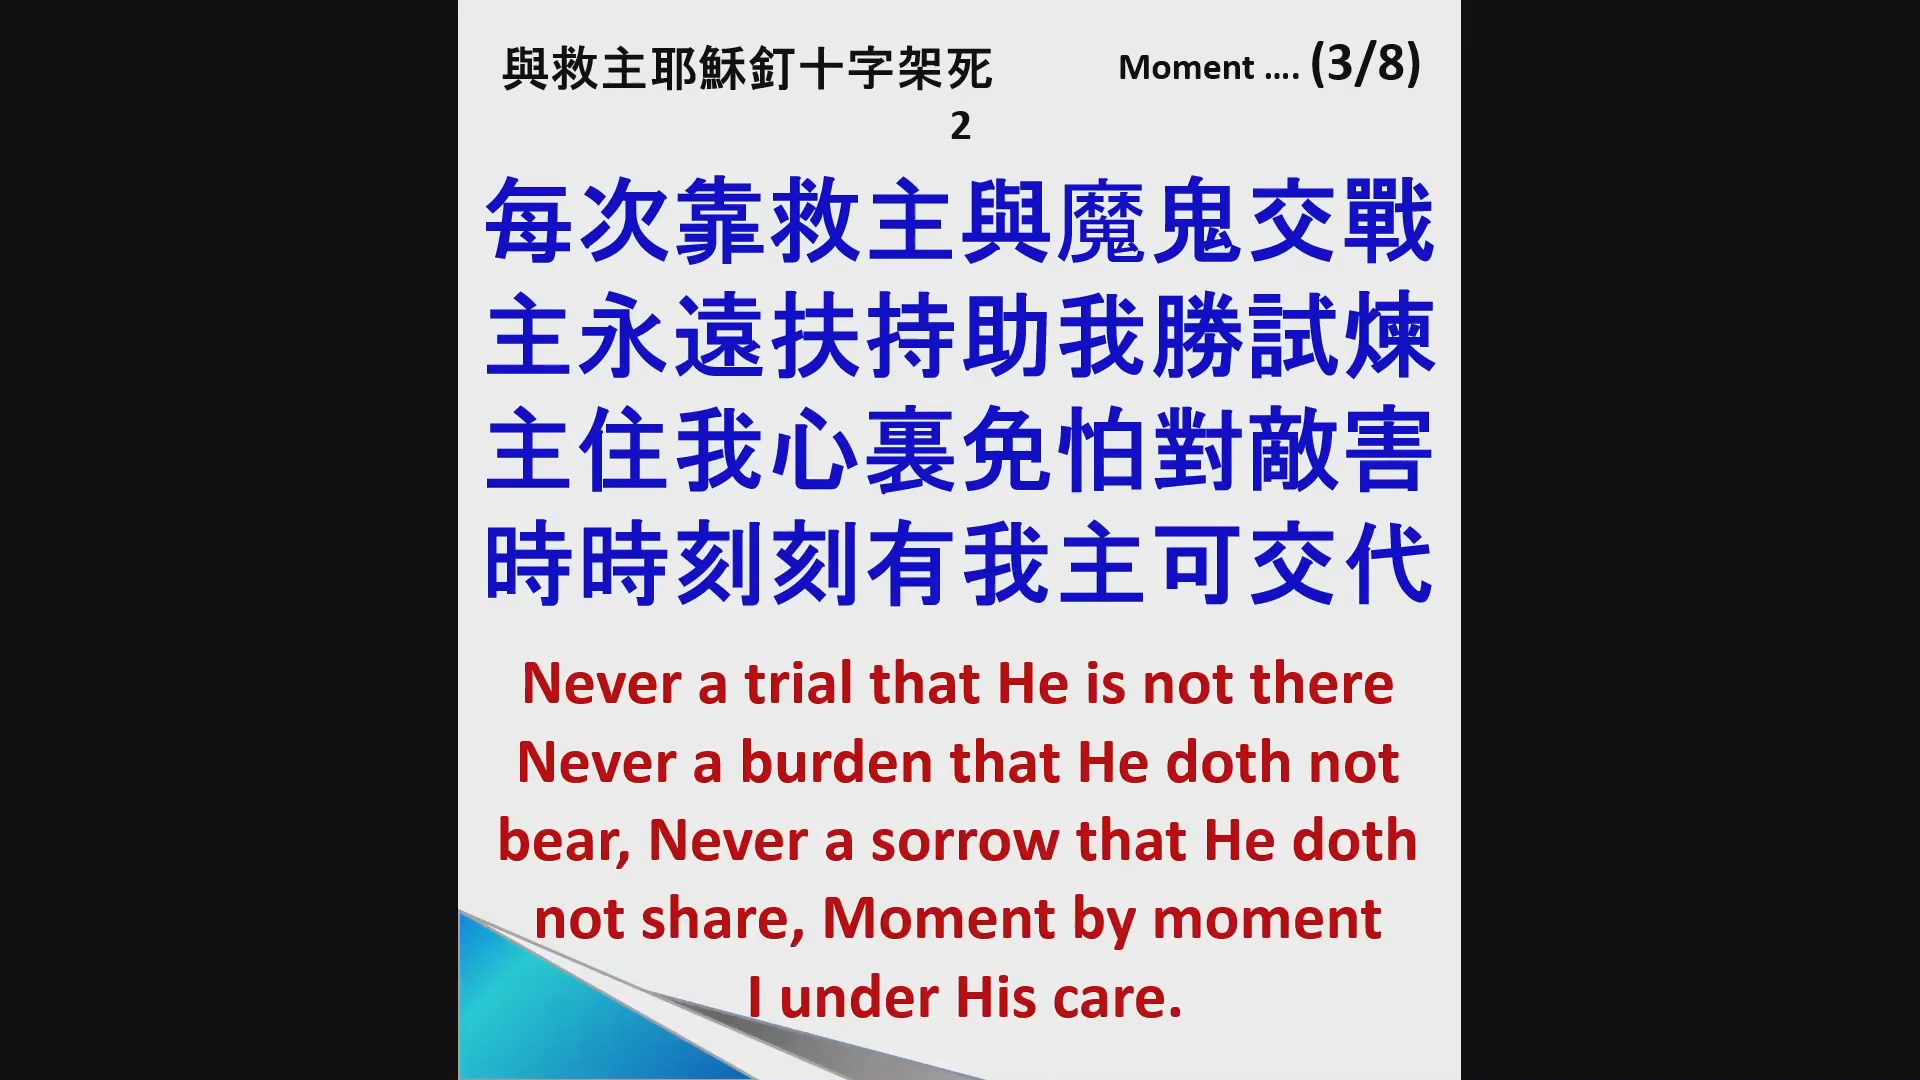 與救主耶穌釘十字架死 Moment .... (3/8)
2
每次靠救主與魔鬼交戰
主永遠扶持助我勝試煉
主住我心裏免怕對敵害
時時刻刻有我主可交代
Never a trial that He is not there
Never a burden that He doth not
bear, Never a sorrow that He doth
not share, Moment by moment
I under His care.